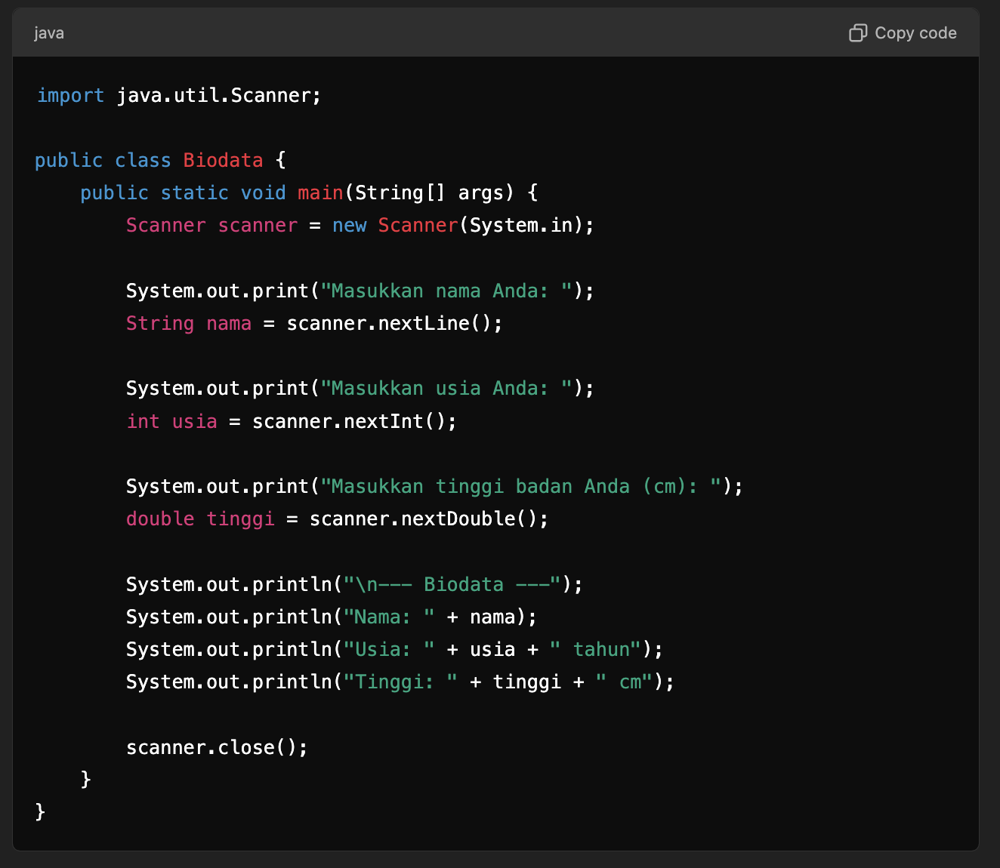 java
Copy code
import java.util.Scanner;
public class Biodata {
public static void main(String[] args) {
Scanner scanner = new Scanner(System.in);
System.out.print("Masukkan nama Anda: ");
String nama = scanner.nextLine();
System.out.print("Masukkan usia Anda: ");
int usia = scanner.nextInt();
System.out.print("Masukkan tinggi badan Anda (cm): ");
double tinggi = scanner.nextDouble();
System.out.println("\n--- Biodata ---");
System.out.println("Nama: " + nama);
System.out.println("Usia: " + usia + " tahun");
System.out.println("Tinggi: " + tinggi + " cm");
scanner.close();
}
}